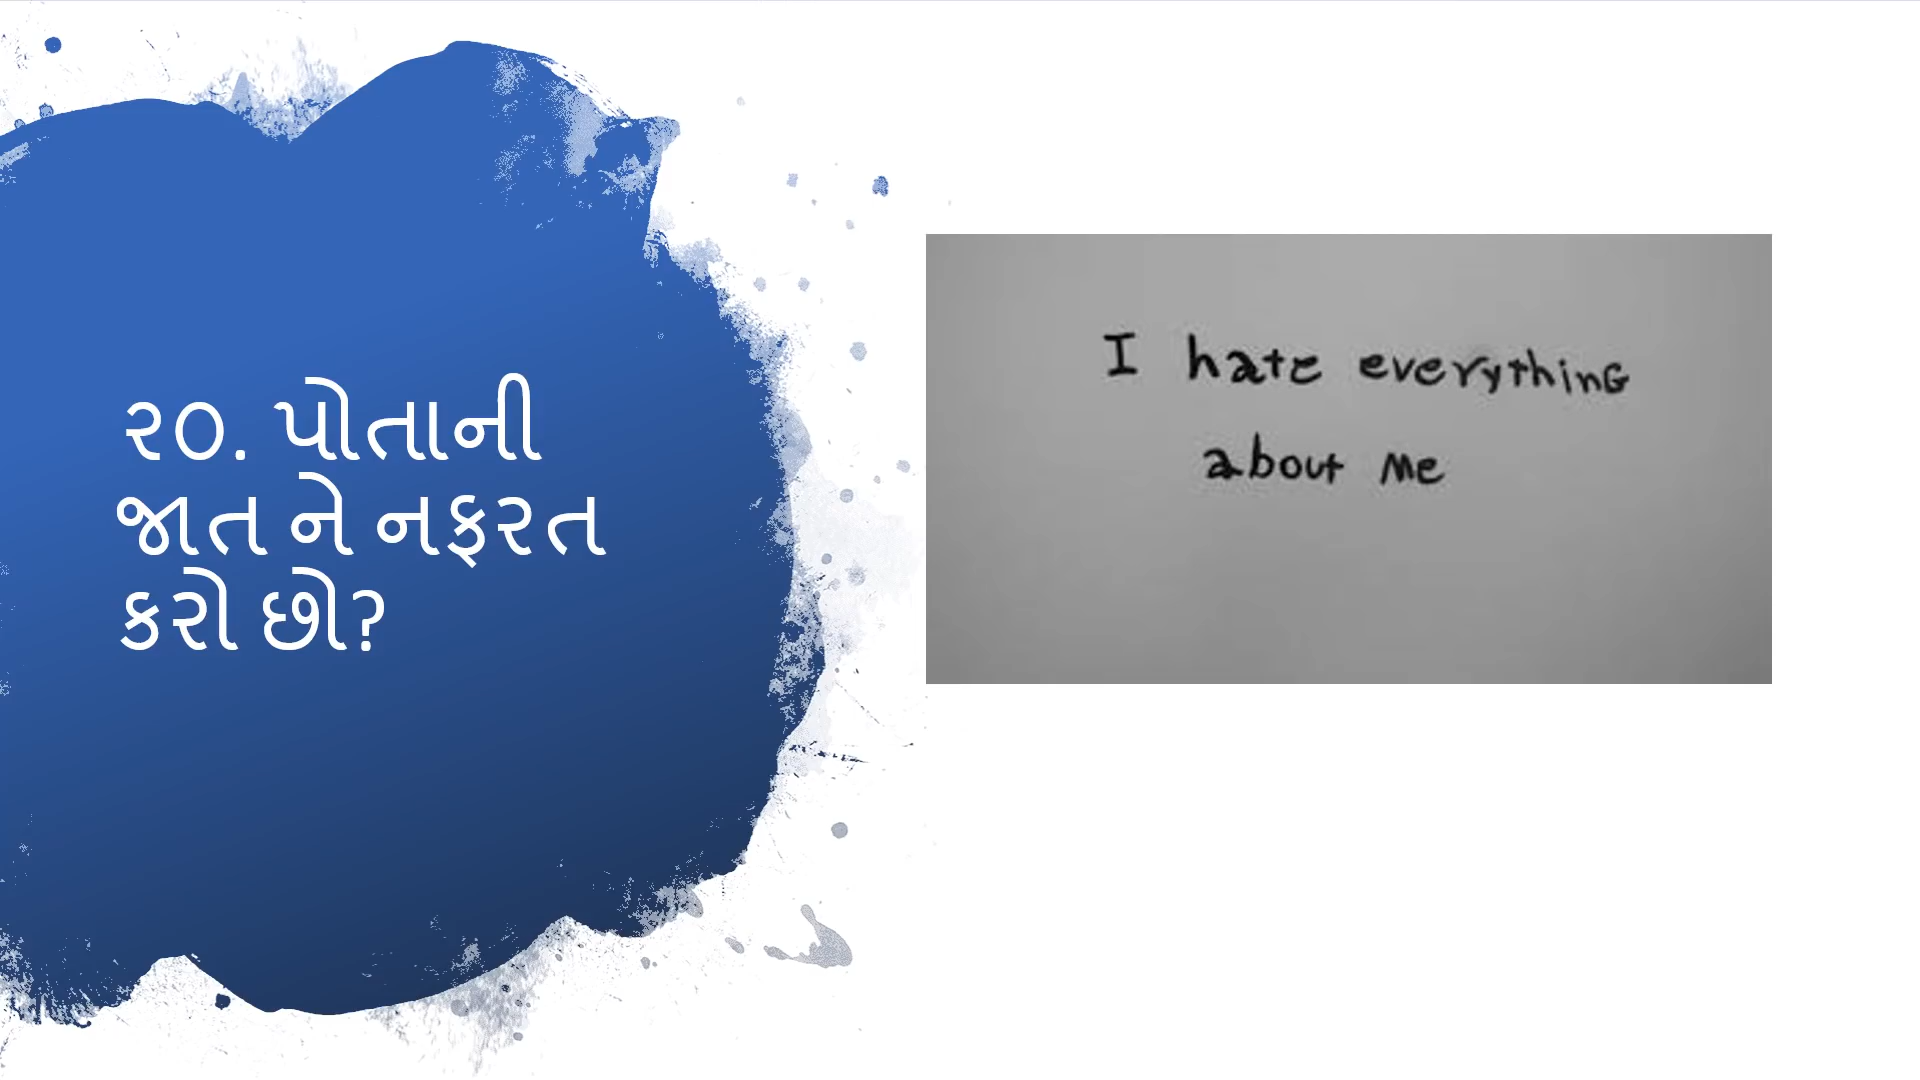 ૨૦. પોતાની
જાત ને નફરત
કરો છો?
I hate everything
about me